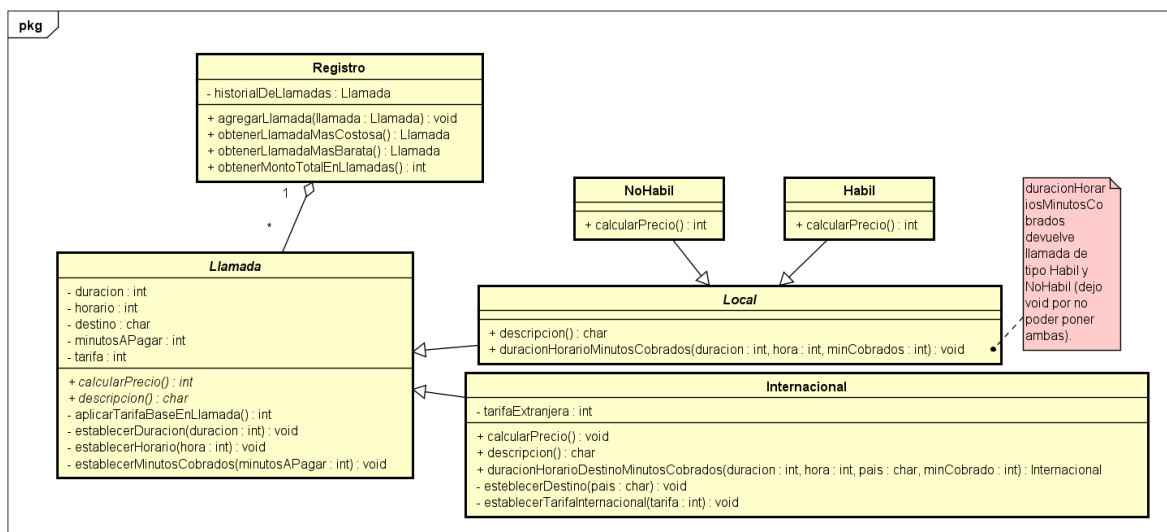 pkg
Registro
- historialDeLlamadas : Llamada
+ agregarLlamada(llamada : Llamada) : void
+ obtenerLlamadaMasCostosa() : Llamada
+ obtenerLlamadaMasBarata() : Llamada
+ obtenerMontoTotalEnLlamadas() : int
1
*
NoHabil
+ calcularPrecio() : int
Habil
+ calcularPrecio() : int
duracionHorar
iosMinutosCo
brados
devuelve
llamada de
tipo Habil y
NoHabil (dejo
void por no
poder poner
ambas).
Llamada
- duracion : int
- horario : int
- destino : char
- minutosAPagar : int
- tarifa : int
+ calcularPrecio() : int
+ descripcion() : char
- aplicarTarifaBaseEnLlamada() : int
- establecerDuracion(duracion : int) : void
- establecerHorario(hora : int) : void
- establecerMinutosCobrados(minutosAPagar : int) : void
Local
+ descripcion() : char
+ duracionHorarioMinutosCobrados(duracion : int, hora : int, minCobrados : int) : void
Internacional
- tarifaExtranjera : int
+ calcularPrecio() : void
+ descripcion() : char
+ duracionHorarioDestinoMinutosCobrados(duracion : int, hora : int, pais : char, minCobrado : int) : Internacional
- esteblecerDestino(pais : char) : void
- establecerTarifaInternacional(tarifa : int) : void